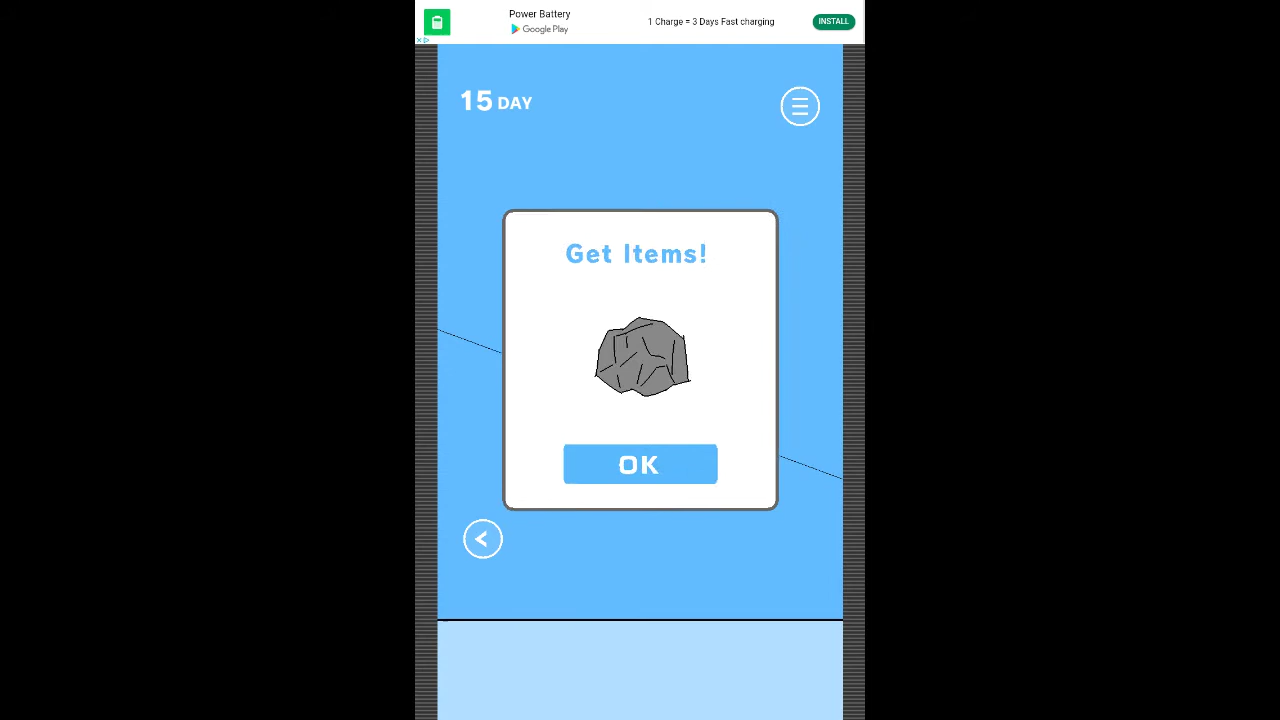 Power Battery
Google Play
1 Charge = 3 Days Fast charging
INSTALL
15 DAY
Get Items!
OK